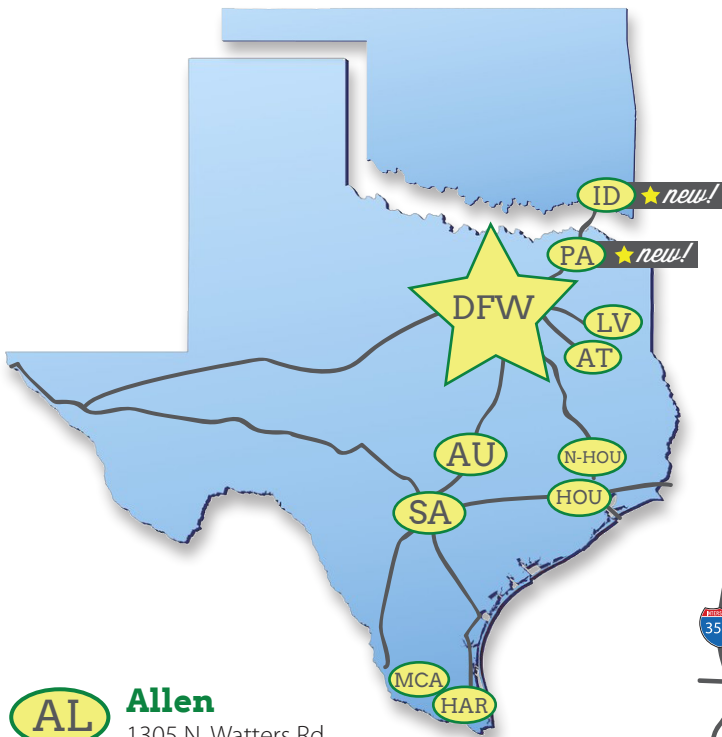 ID new!
PA new!
DFW
LV
AT
AU
N-HOU
HOU
SA
35
MCA
HAR
AL
Allen
1305 N. Watters Rd